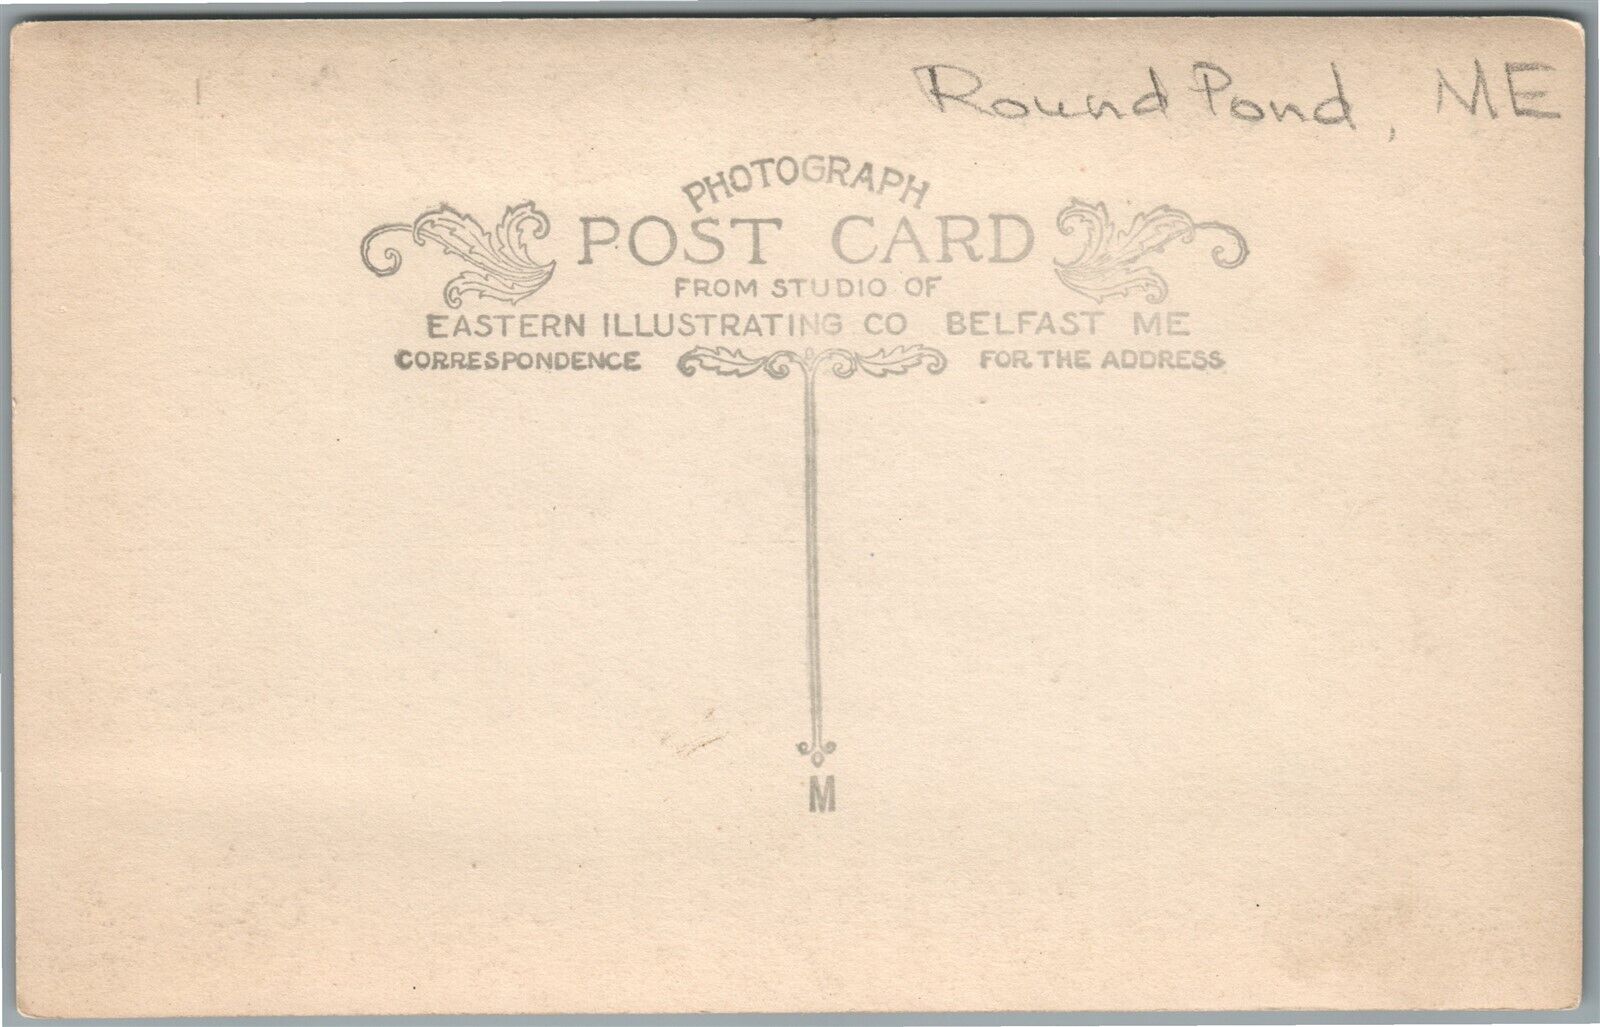 Round Pond, ME
PHOTOGRAPH
POST CARD
FROM STUDIO OF
EASTERN ILLUSTRATING CO BELFAST ME
CORRESPONDENCE FOR THE ADDRESS
M